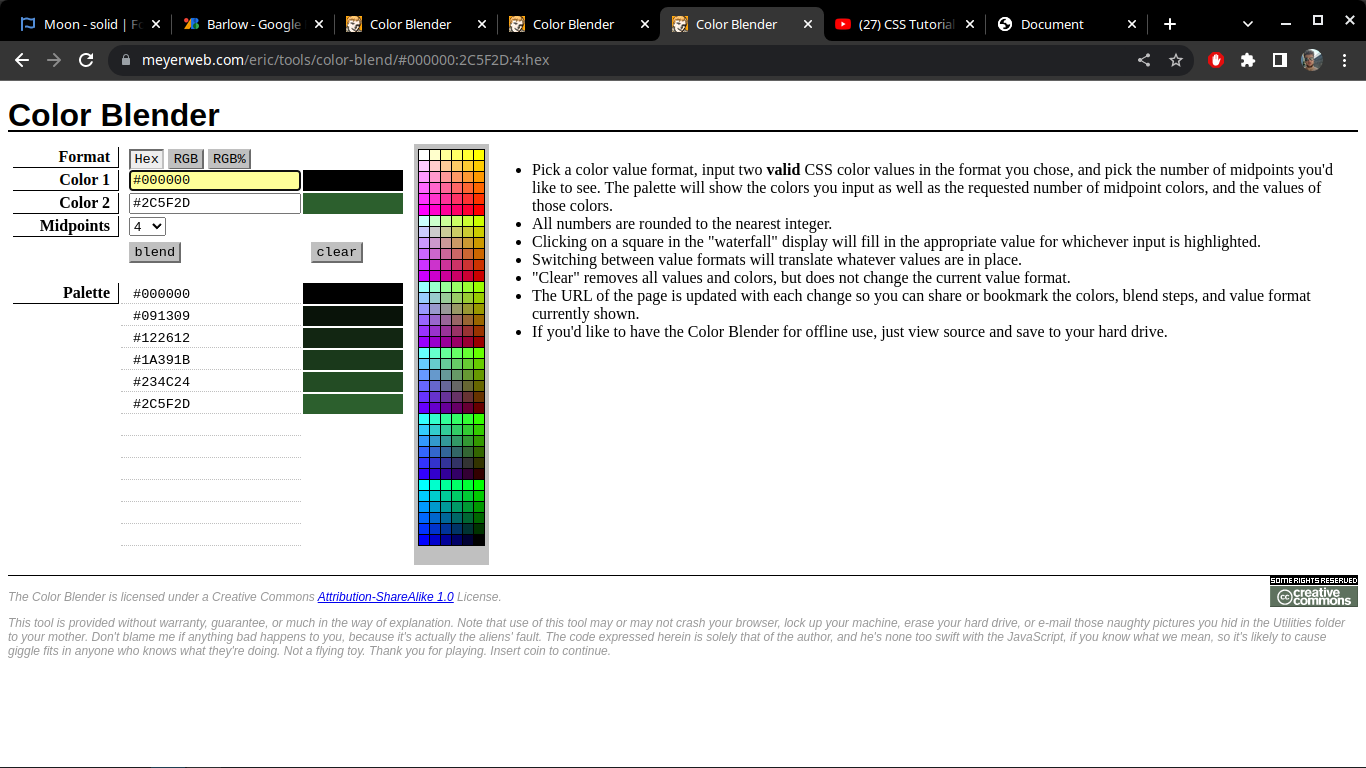 Moon - solid | Fo
Barlow - Google
Color Blender
Color Blender
Color Blender
(27) CSS Tutorial
Document
meyerweb.com/eric/tools/color-blend/#000000:2C5F2D:4:hex
Color Blender
Format Hex RGB RGB%
Color 1 #000000
Color 2 #2C5F2D
Midpoints 4
blend clear
Palette #000000
#091309
#122612
#1A391B
#234C24
#2C5F2D
Pick a color value format, input two valid CSS color values in the format you chose, and pick the number of midpoints you'd
like to see. The palette will show the colors you input as well as the requested number of midpoint colors, and the values of
those colors.
All numbers are rounded to the nearest integer.
Clicking on a square in the "waterfall" display will fill in the appropriate value for whichever input is highlighted.
Switching between value formats will translate whatever values are in place.
"Clear" removes all values and colors, but does not change the current value format.
The URL of the page is updated with each change so you can share or bookmark the colors, blend steps, and value format
currently shown.
If you'd like to have the Color Blender for offline use, just view source and save to your hard drive.
SOME RIGHTS RESERVED
cc creative
commons
The Color Blender is licensed under a Creative Commons Attribution-ShareAlike 1.0 License.
This tool is provided without warranty, guarantee, or much in the way of explanation. Note that use of this tool may or may not crash your browser, lock up your machine, erase your hard drive, or e-mail those naughty pictures you hid in the Utilities folder
to your mother. Don't blame me if anything bad happens to you, because it's actually the aliens' fault. The code expressed herein is solely that of the author, and he's none too swift with the JavaScript, if you know what we mean, so it's likely to cause
giggle fits in anyone who knows what they're doing. Not a flying toy. Thank you for playing. Insert coin to continue.